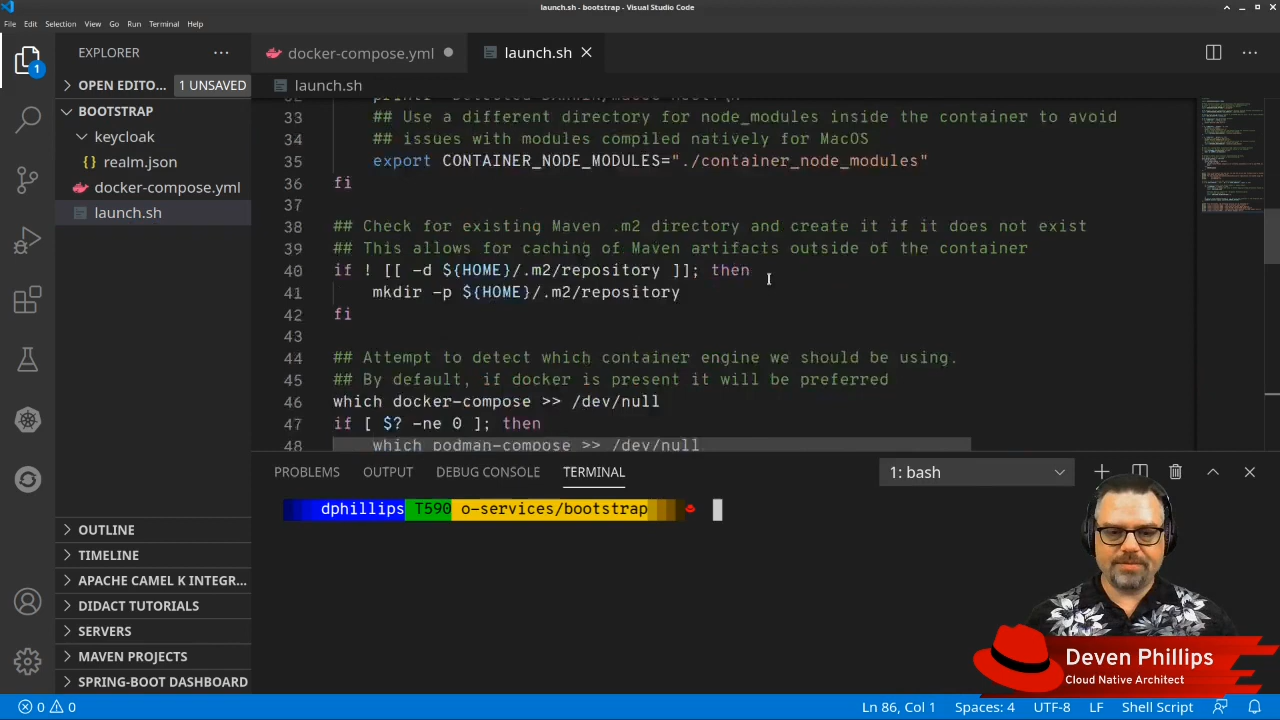 launch.sh - bootstrap - Visual Studio Code
File Edit Selection View Go Run Terminal Help
EXPLORER
docker-compose.yml
launch.sh
OPEN EDITO... 1 UNSAVED
launch.sh
BOOTSTRAP
keycloak
realm.json
docker-compose.yml
launch.sh
33 ## Use a different directory for node_modules inside the container to avoid
34 ## issues with modules compiled natively for MacOS
35 export CONTAINER_NODE_MODULES="./container_node_modules"
36 fi
37
38 ## Check for existing Maven .m2 directory and create it if it does not exist
39 ## This allows for caching of Maven artifacts outside of the container
40 if ! [[ -d ${HOME}/.m2/repository ]]; then
41 mkdir -p ${HOME}/.m2/repository
42 fi
43
44 ## Attempt to detect which container engine we should be using.
45 ## By default, if docker is present it will be preferred
46 which docker-compose >> /dev/null
47 if [ $? -ne 0 ]; then
48 which podman-compose >> /dev/null
PROBLEMS OUTPUT DEBUG CONSOLE TERMINAL
1: bash
dphillips T590 o-services/bootstrap
OUTLINE
TIMELINE
APACHE CAMEL K INTEGR...
DIDACT TUTORIALS
SERVERS
MAVEN PROJECTS
SPRING-BOOT DASHBOARD
1
Deven Phillips
Cloud Native Architect
0 0
Ln 86, Col 1 Spaces: 4 UTF-8 LF Shell Script